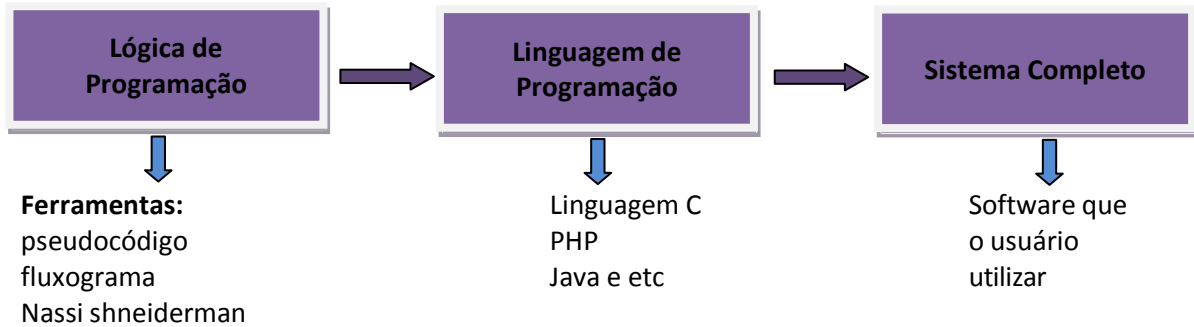 Lógica de
Programação
Linguagem de
Programação
Sistema Completo
Ferramentas:
pseudocódigo
fluxograma
Nassi shneiderman
Linguagem C
PHP
Java e etc
Software que
o usuário
utilizar